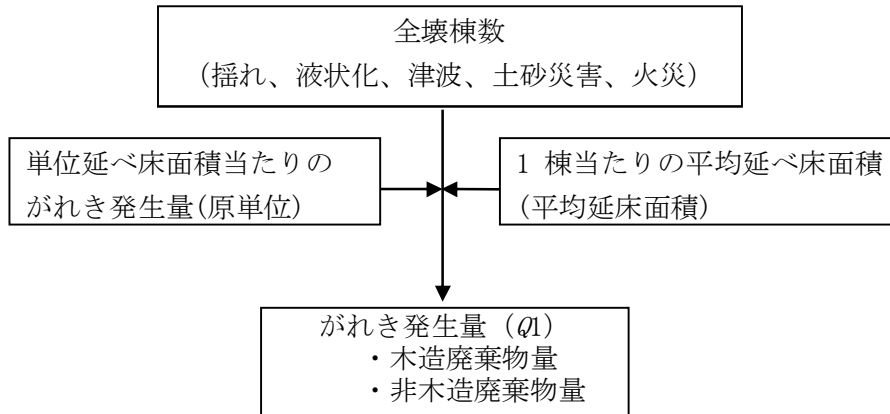 全壊棟数
（揺れ、液状化、津波、土砂災害、火災）
単位延べ床面積当たりの
がれき発生量(原単位)
1 棟当たりの平均延べ床面積
(平均延床面積)
がれき発生量（Q1）
・木造廃棄物量
・非木造廃棄物量